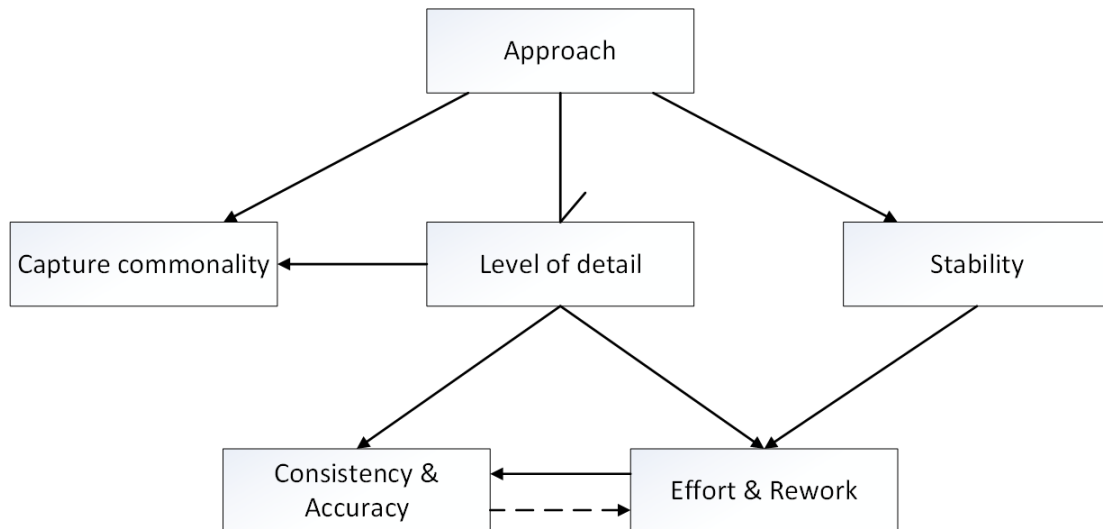 Approach
Capture commonality
Level of detail
Stability
Consistency &
Accuracy
Effort & Rework